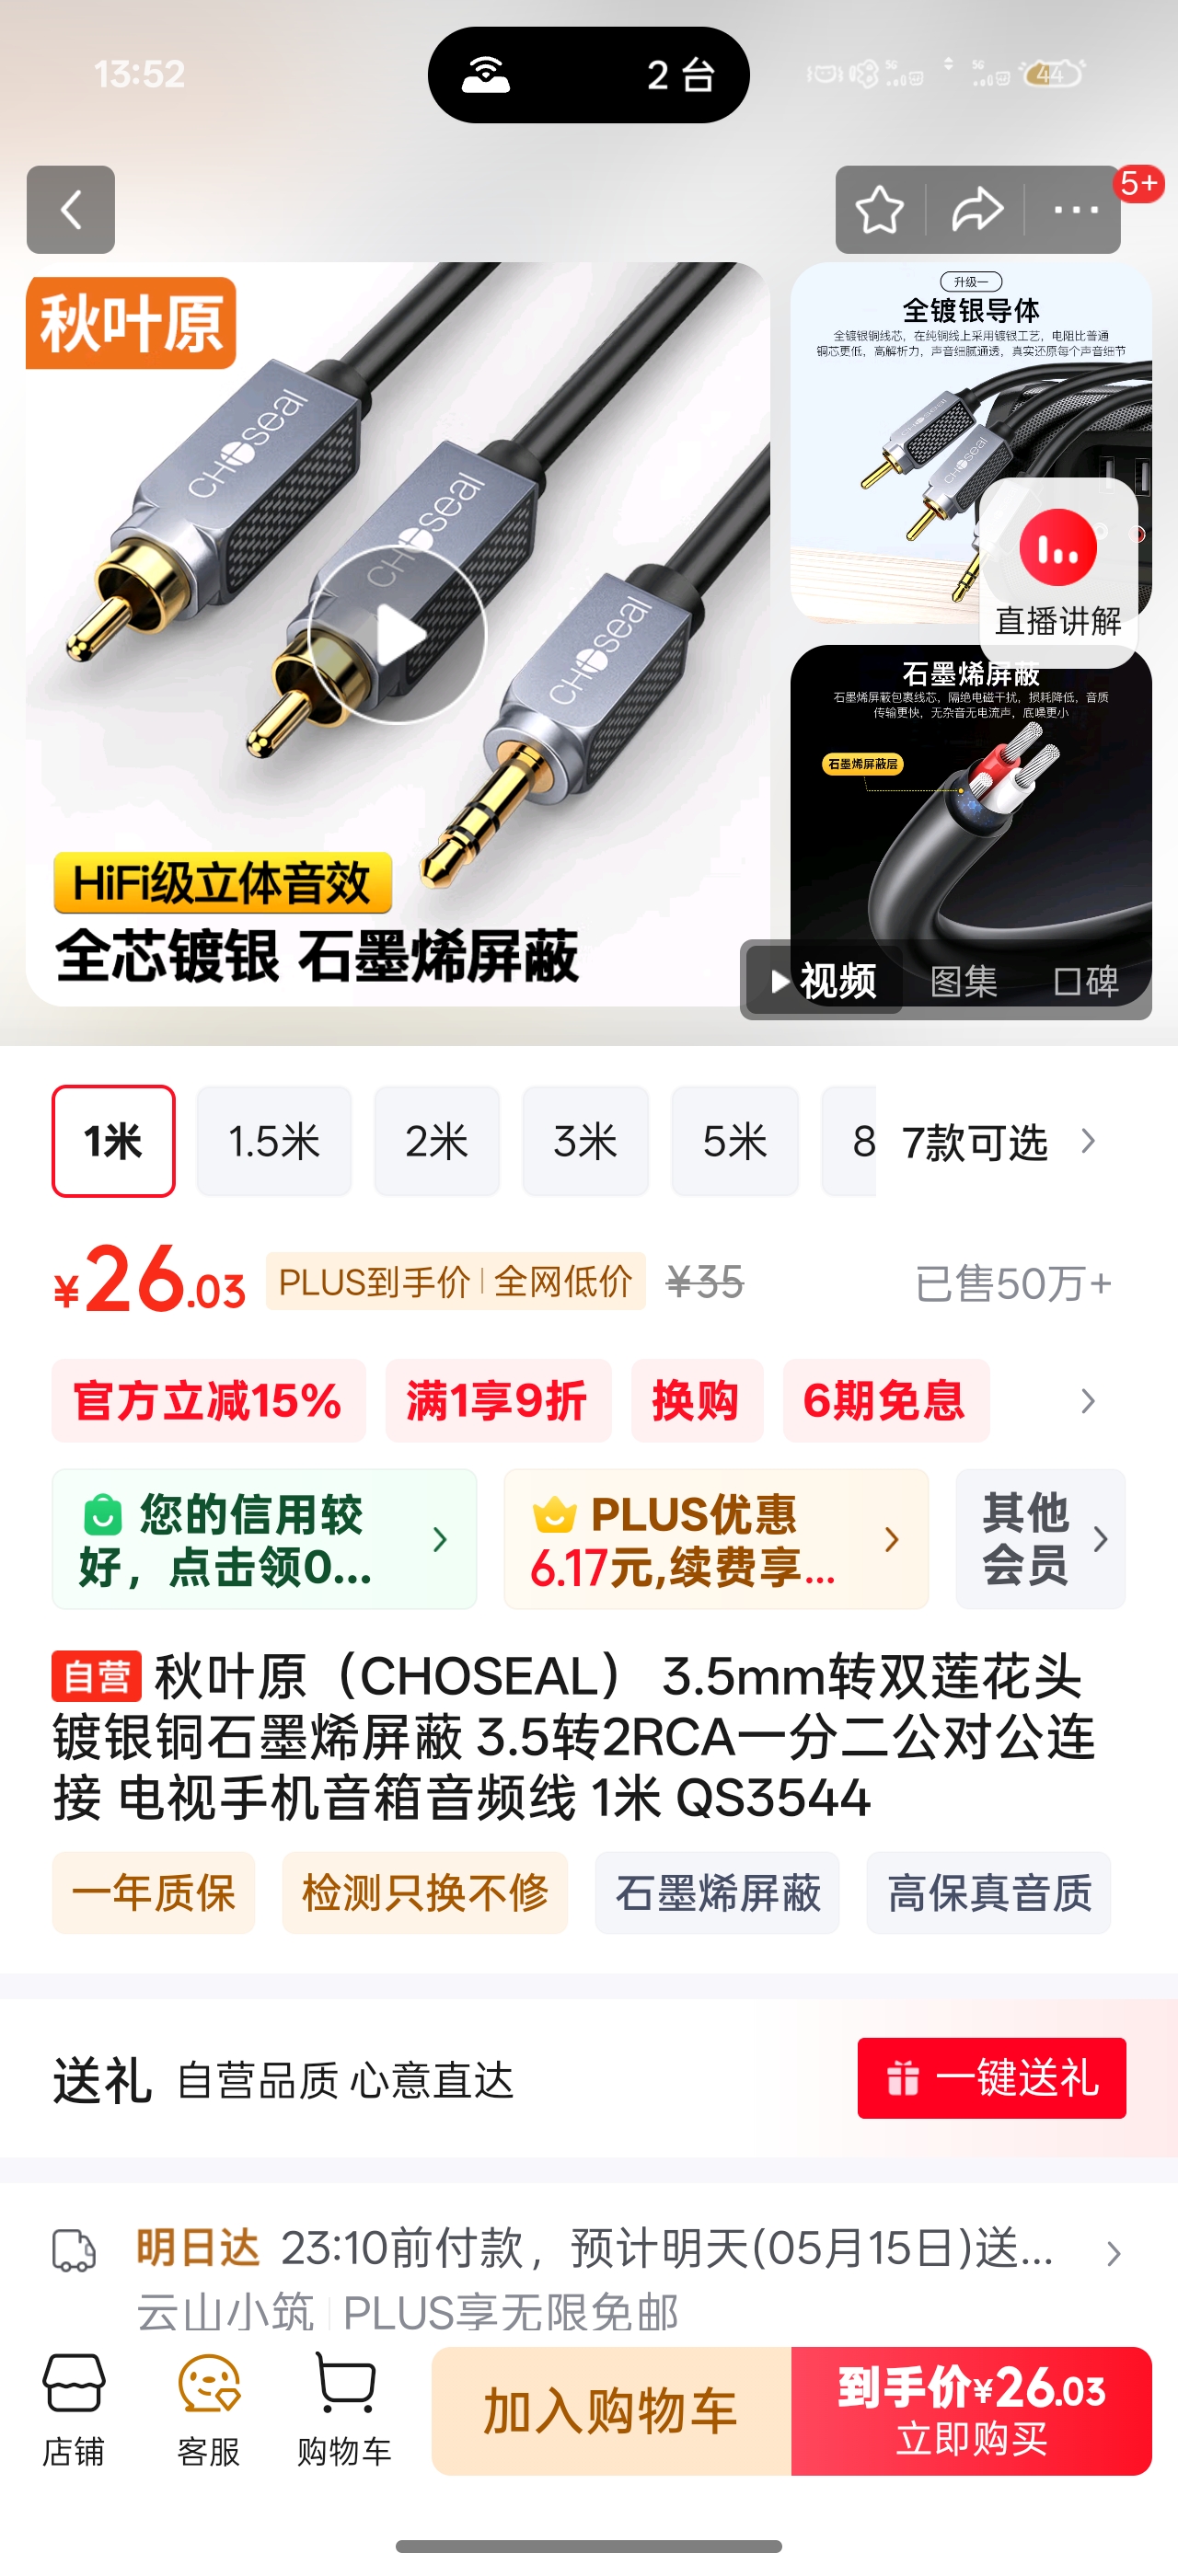 13:52
2 台
44
5+
秋叶原
CHOSEAL
CHOSEAL
CHOSEAL
HiFi级立体音效
全芯镀银 石墨烯屏蔽
升级一
全镀银导体
全镀银铜线芯，在纯铜线上采用镀银工艺，电阻比普通
铜芯更低，高解析力，声音细腻通透，真实还原每个声音细节
直播讲解
石墨烯屏蔽
石墨烯屏蔽包裹线芯，隔绝电磁干扰，损耗降低，音质
传输更快，无杂音无电流声，底噪更小
石墨烯屏蔽层
视频 图集 口碑
1米 1.5米 2米 3米 5米 8 7款可选
¥26.03 PLUS到手价 全网低价 ¥35 已售50万+
官方立减15% 满1享9折 换购 6期免息
您的信用较
好，点击领0...
PLUS优惠
6.17元,续费享...
其他
会员
自营 秋叶原（CHOSEAL） 3.5mm转双莲花头
镀银铜石墨烯屏蔽 3.5转2RCA一分二公对公连
接 电视手机音箱音频线 1米 QS3544
一年质保 检测只换不修 石墨烯屏蔽 高保真音质
送礼 自营品质 心意直达 一键送礼
明日达 23:10前付款，预计明天(05月15日)送...
云山小筑 PLUS享无限免邮
店铺 客服 购物车
加入购物车
到手价¥26.03
立即购买